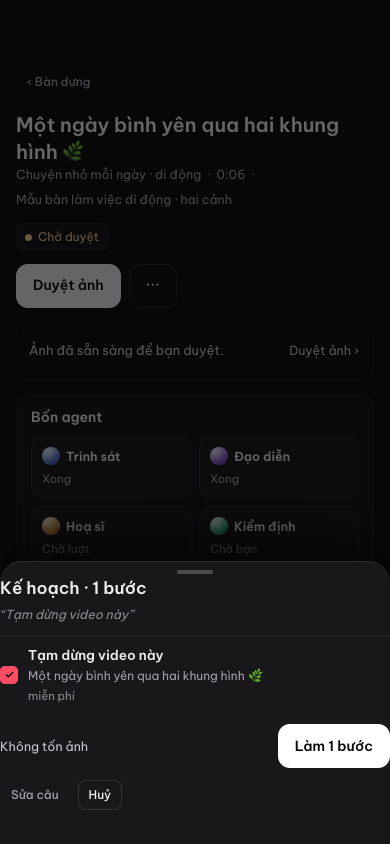 ‹ Bản dựng
Một ngày bình yên qua hai khung
hình 🌿
Chuyện nhỏ mỗi ngày · di động · 0:06 ·
Mẫu bàn làm việc di động · hai cảnh
Chờ duyệt
Duyệt ảnh
···
Ảnh đã sẵn sàng để bạn duyệt.
Duyệt ảnh ›
Bốn agent
Trinh sát
Xong
Đạo diễn
Xong
Hoạ sĩ
Chờ lượt
Kiểm định
Chờ bạn
Kế hoạch · 1 bước
“Tạm dừng video này”
Tạm dừng video này
Một ngày bình yên qua hai khung hình 🌿
miễn phí
Không tốn ảnh
Làm 1 bước
Sửa câu
Huỷ